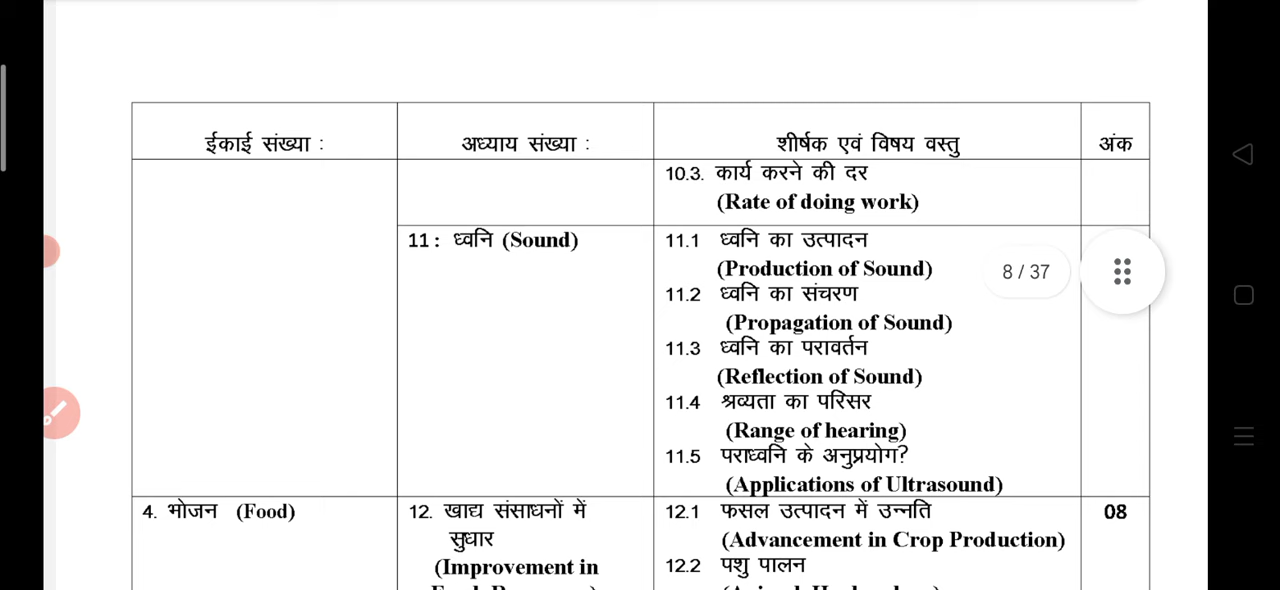 ईकाई संख्या : अध्याय संख्या : शीर्षक एवं विषय वस्तु अंक
10.3. कार्य करने की दर
(Rate of doing work)
11 : ध्वनि (Sound) 11.1 ध्वनि का उत्पादन
(Production of Sound)
8 / 37
11.2 ध्वनि का संचरण
(Propagation of Sound)
11.3 ध्वनि का परावर्तन
(Reflection of Sound)
11.4 श्रव्यता का परिसर
(Range of hearing)
11.5 पराध्वनि के अनुप्रयोग?
(Applications of Ultrasound)
4. भोजन (Food) 12. खाद्य संसाधनों में 12.1 फसल उत्पादन में उन्नति 08
सुधार (Advancement in Crop Production)
(Improvement in 12.2 पशु पालन